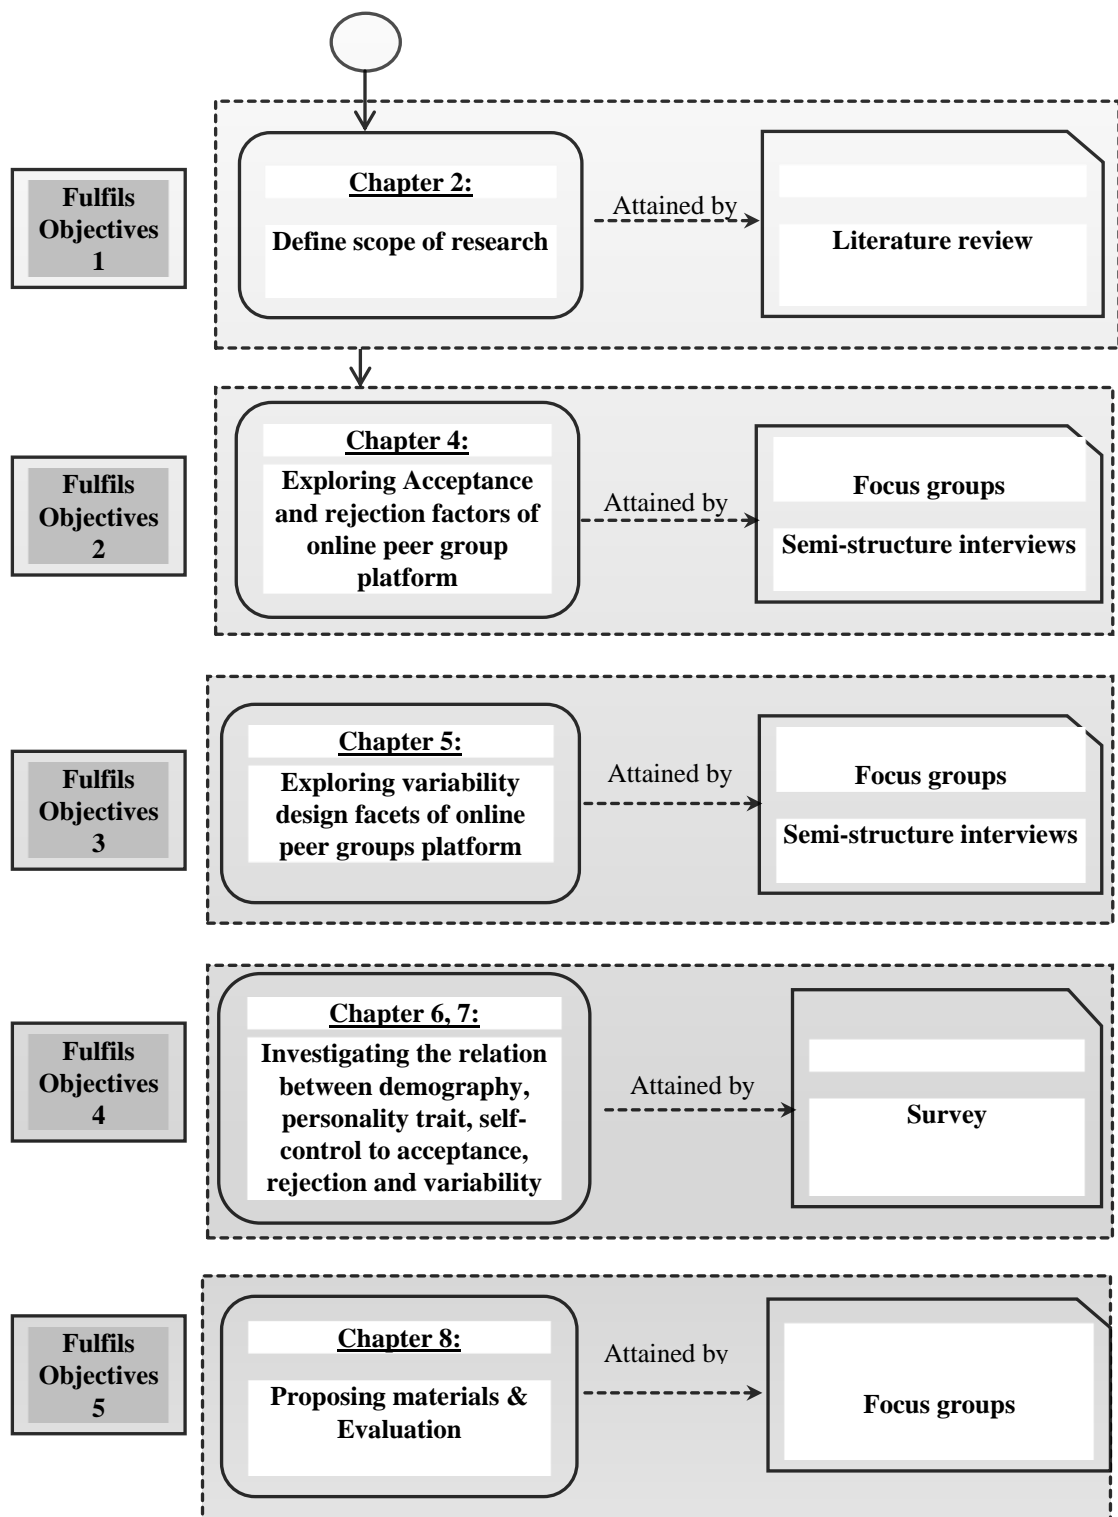 Fulfils
Objectives
1
Chapter 2:
Define scope of research
Attained by
Literature review
Fulfils
Objectives
2
Chapter 4:
Exploring Acceptance
and rejection factors of
online peer group
platform
Attained by
Focus groups
Semi-structure interviews
Fulfils
Objectives
3
Chapter 5:
Exploring variability
design facets of online
peer groups platform
Attained by
Focus groups
Semi-structure interviews
Fulfils
Objectives
4
Chapter 6, 7:
Investigating the relation
between demography,
personality trait, self-
control to acceptance,
rejection and variability
Attained by
Survey
Fulfils
Objectives
5
Chapter 8:
Proposing materials &
Evaluation
Attained by
Focus groups